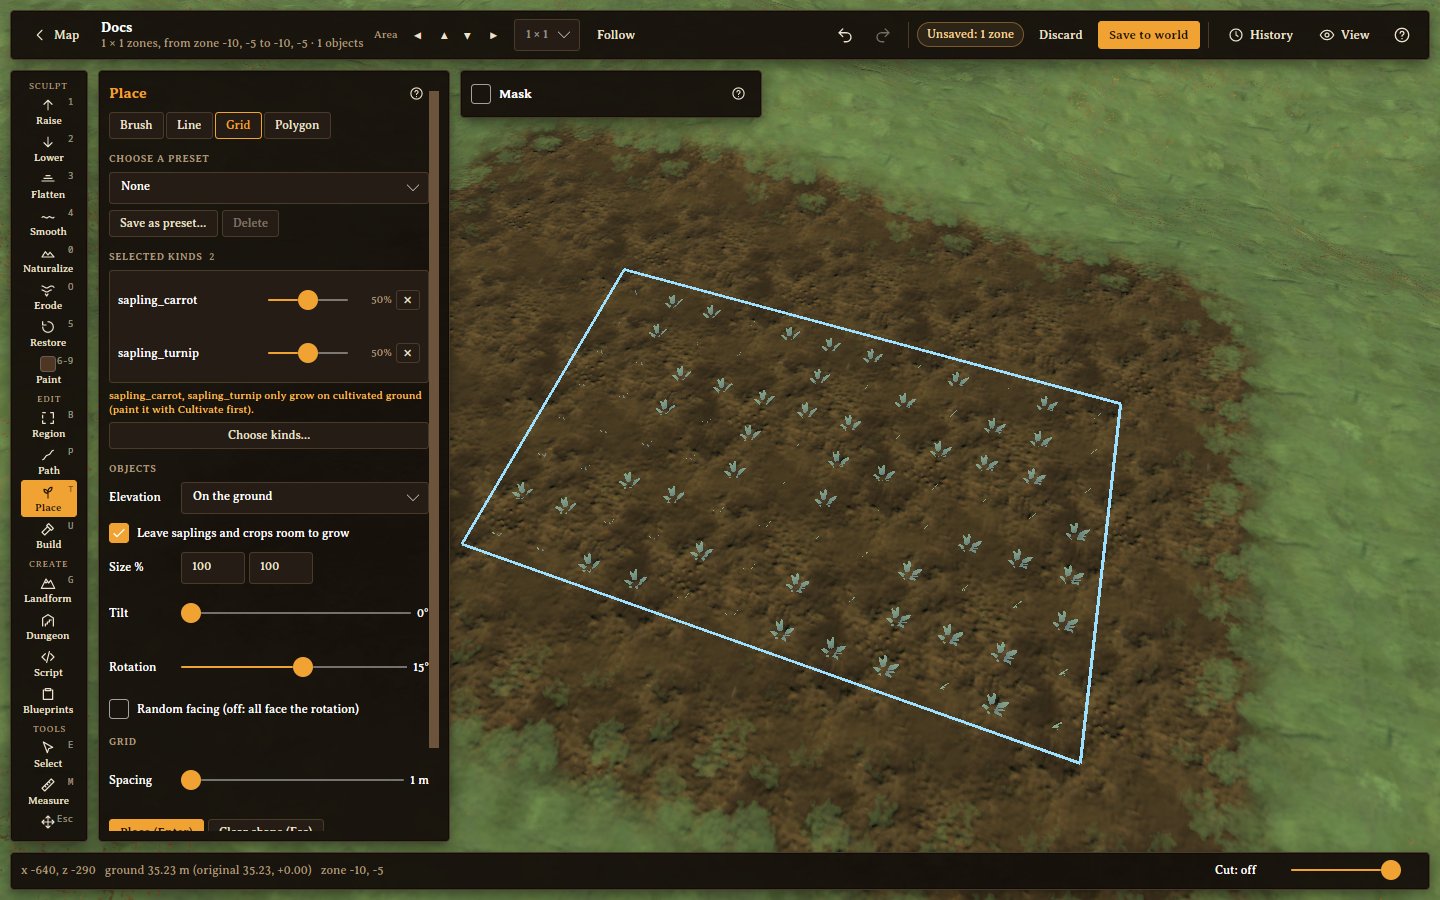 Map
Docs
1 × 1 zones, from zone -10, -5 to -10, -5 · 1 objects
Area
1 × 1
Follow
Unsaved: 1 zone
Discard
Save to world
History
View
SCULPT
Raise 1
Lower 2
Flatten 3
Smooth 4
Naturalize 0
Erode O
Restore 5
Paint 6-9
EDIT
Region B
Path P
Place T
Build U
CREATE
Landform G
Dungeon D
Script
Blueprints
TOOLS
Select E
Measure M
Esc
Place
Brush
Line
Grid
Polygon
CHOOSE A PRESET
None
Save as preset...
Delete
SELECTED KINDS 2
sapling_carrot 50%
sapling_turnip 50%
sapling_carrot, sapling_turnip only grow on cultivated ground
(paint it with Cultivate first).
Choose kinds...
OBJECTS
Elevation On the ground
Leave saplings and crops room to grow
Size % 100 100
Tilt 0°
Rotation 15°
Random facing (off: all face the rotation)
GRID
Spacing 1 m
Place (Enter)
Clear shape (Esc)
Mask
x -640, z -290 ground 35.23 m (original 35.23, +0.00) zone -10, -5
Cut: off